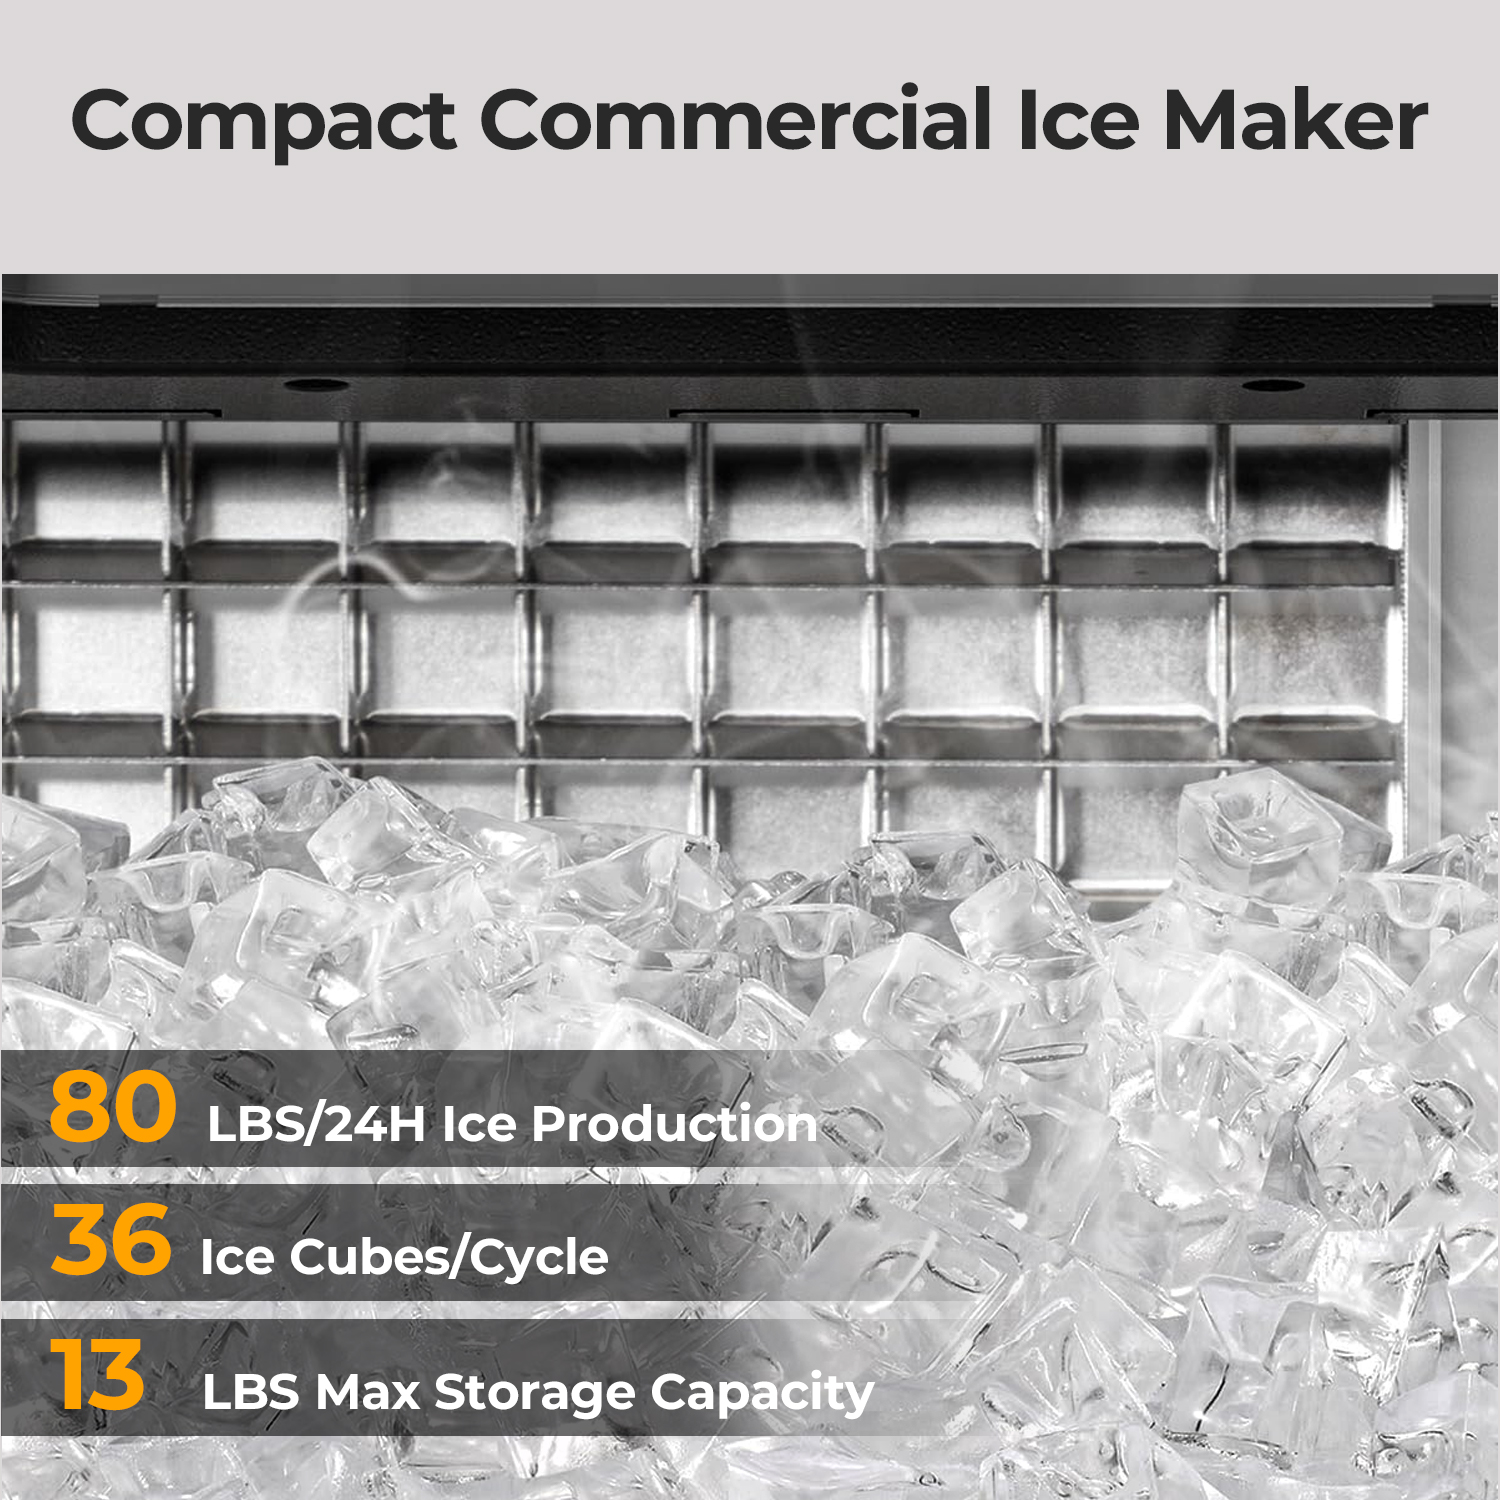 Compact Commercial Ice Maker
80 LBS/24H Ice Production
36 Ice Cubes/Cycle
13 LBS Max Storage Capacity